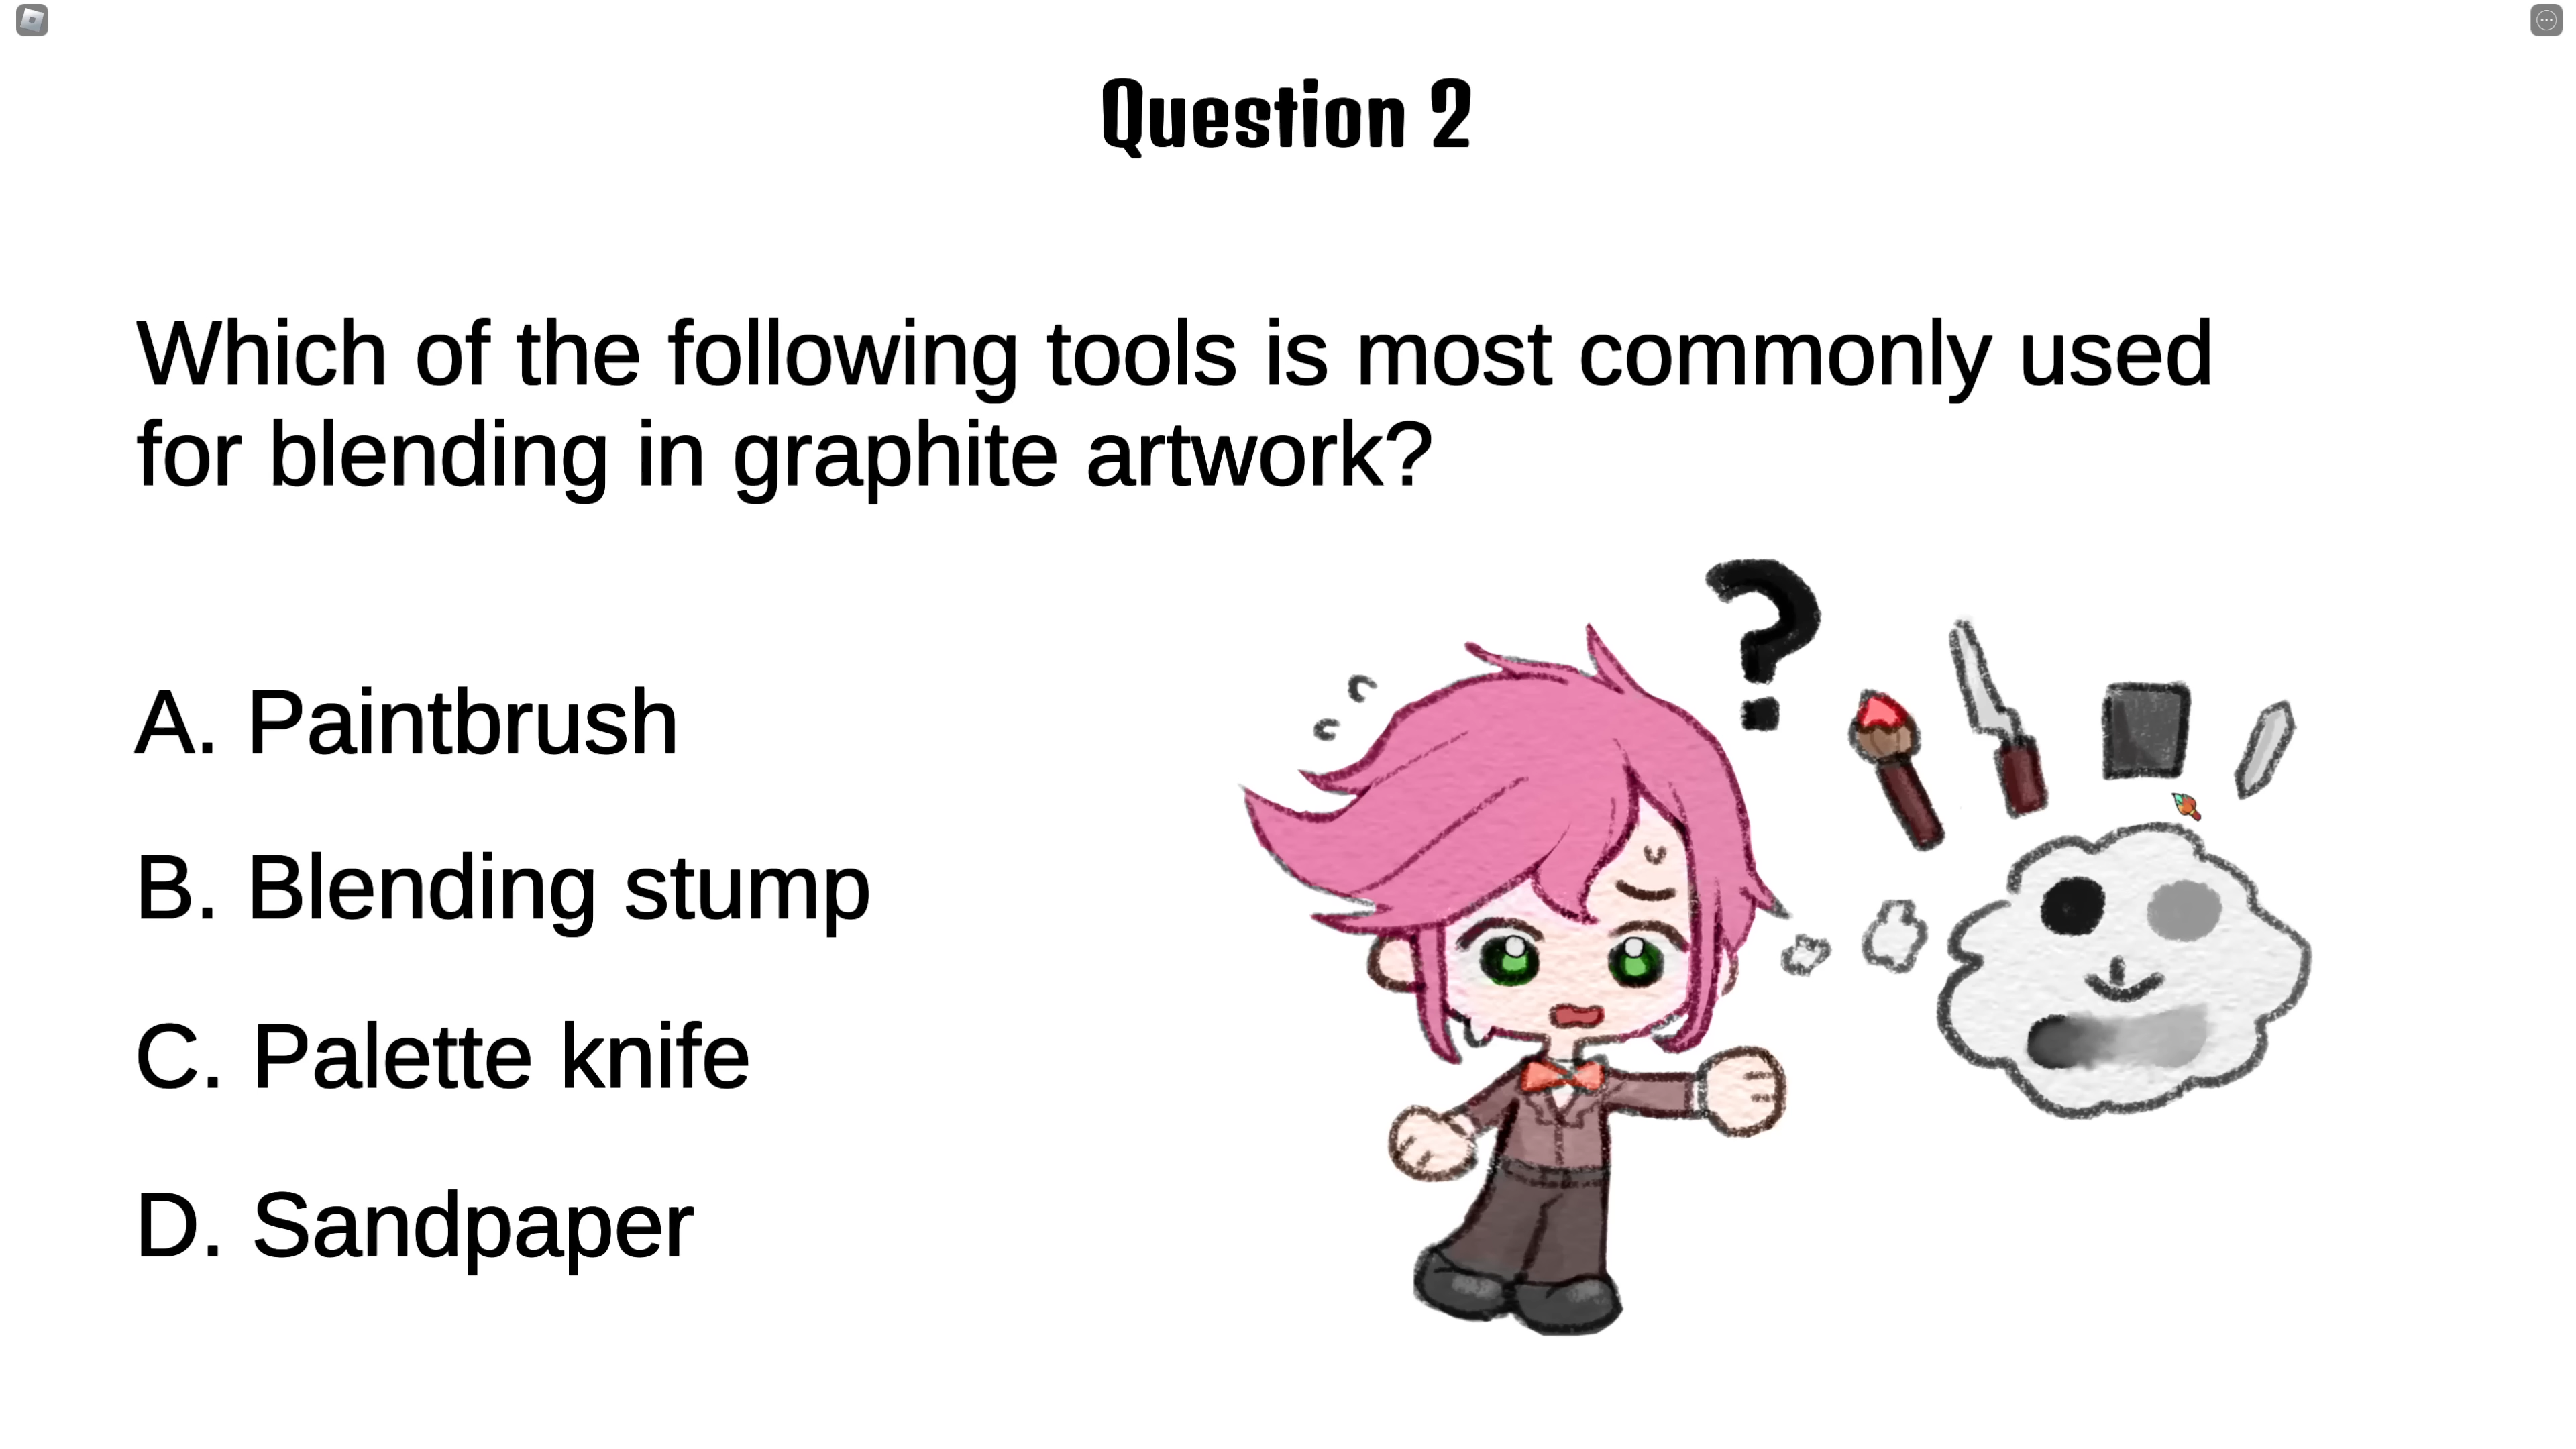 Question 2
Which of the following tools is most commonly used
for blending in graphite artwork?
?
A. Paintbrush
B. Blending stump
C. Palette knife
D. Sandpaper